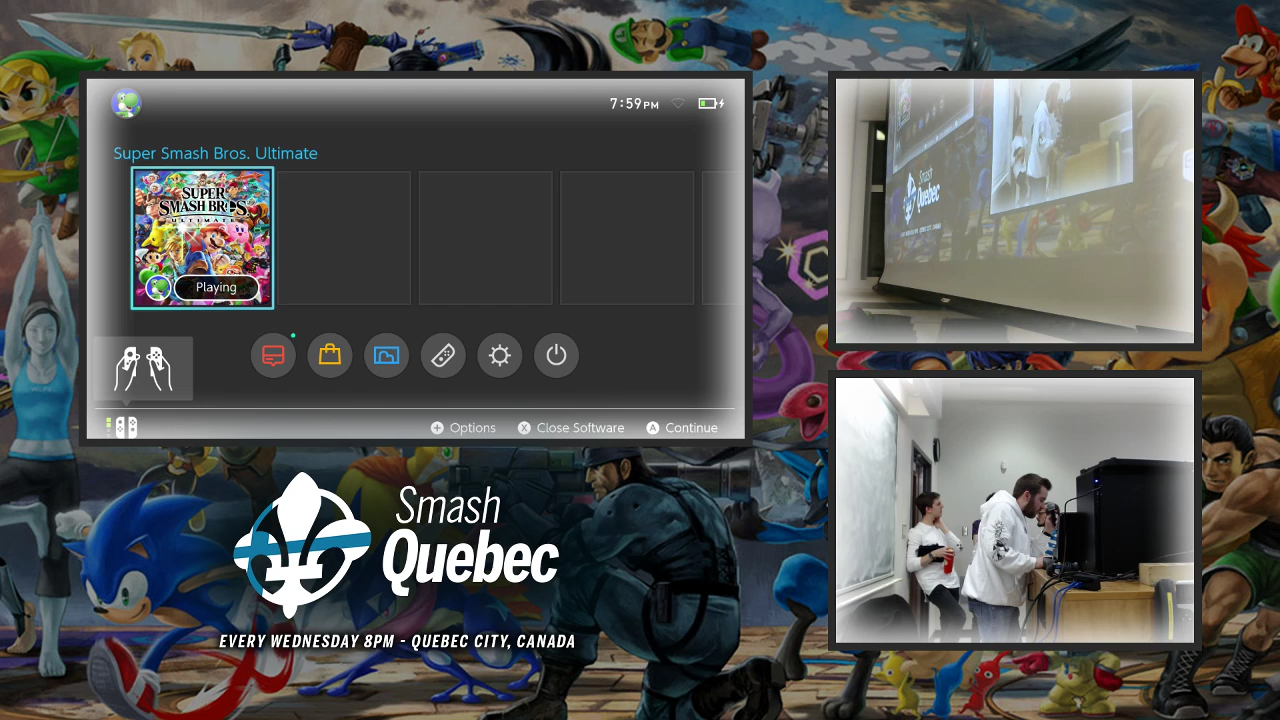 7:59PM
Super Smash Bros. Ultimate
SUPER
SMASH BROS.
ULTIMATE
Playing
Options
Close Software
Continue
Smash
Quebec
Smash
Quebec
EVERY WEDNESDAY 8PM - QUEBEC CITY, CANADA